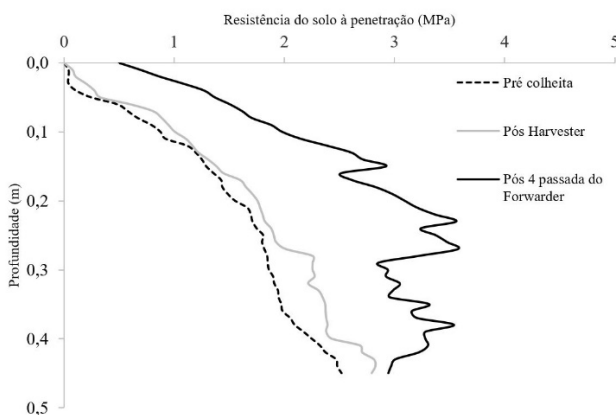 Resistência do solo à penetração (MPa)
0 1 2 3 4 5
0,0
0,1
0,2
0,3
0,4
0,5
Profundidade (m)
Pré colheita
Pós Harvester
Pós 4 passada do
Forwarder